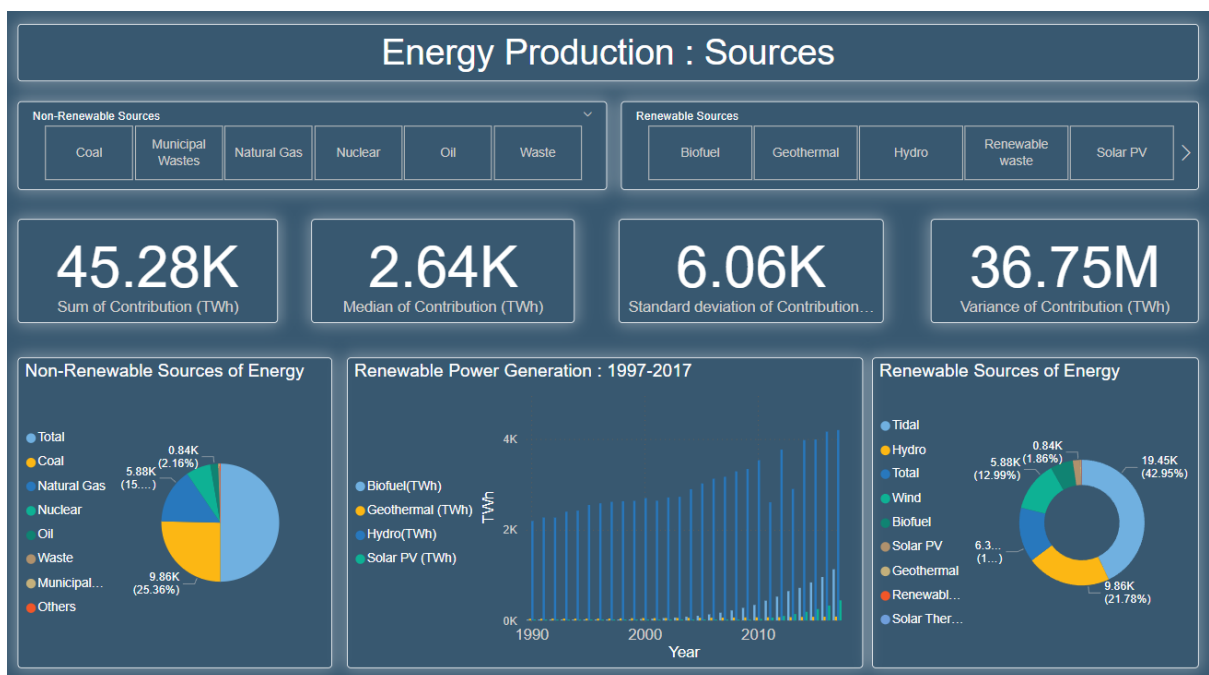 Energy Production : Sources
Non-Renewable Sources
Coal
Municipal
Wastes
Natural Gas
Nuclear
Oil
Waste
Renewable Sources
Biofuel
Geothermal
Hydro
Renewable
waste
Solar PV
45.28K
Sum of Contribution (TWh)
2.64K
Median of Contribution (TWh)
6.06K
Standard deviation of Contribution...
36.75M
Variance of Contribution (TWh)
Non-Renewable Sources of Energy
Total
Coal
Natural Gas
Nuclear
Oil
Waste
Municipal...
Others
0.84K
(2.16%)
5.88K
(15....)
9.86K
(25.36%)
Renewable Power Generation : 1997-2017
Biofuel(TWh)
Geothermal (TWh)
Hydro(TWh)
Solar PV (TWh)
TWh
4K
2K
0K
1990
2000
2010
Year
Renewable Sources of Energy
Tidal
Hydro
Total
Wind
Biofuel
Solar PV
Geothermal
Renewabl...
Solar Ther...
0.84K
(1.86%)
5.88K
(12.99%)
19.45K
(42.95%)
6.3...
(1...)
9.86K
(21.78%)